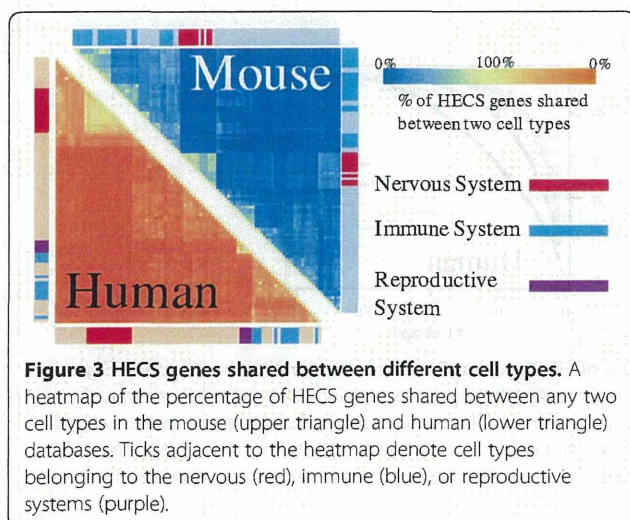 Mouse
Human
0% 100% 0%
% of HECS genes shared
between two cell types
Nervous System
Immune System
Reproductive
System
Figure 3 HECS genes shared between different cell types. A
heatmap of the percentage of HECS genes shared between any two
cell types in the mouse (upper triangle) and human (lower triangle)
databases. Ticks adjacent to the heatmap denote cell types
belonging to the nervous (red), immune (blue), or reproductive
systems (purple).